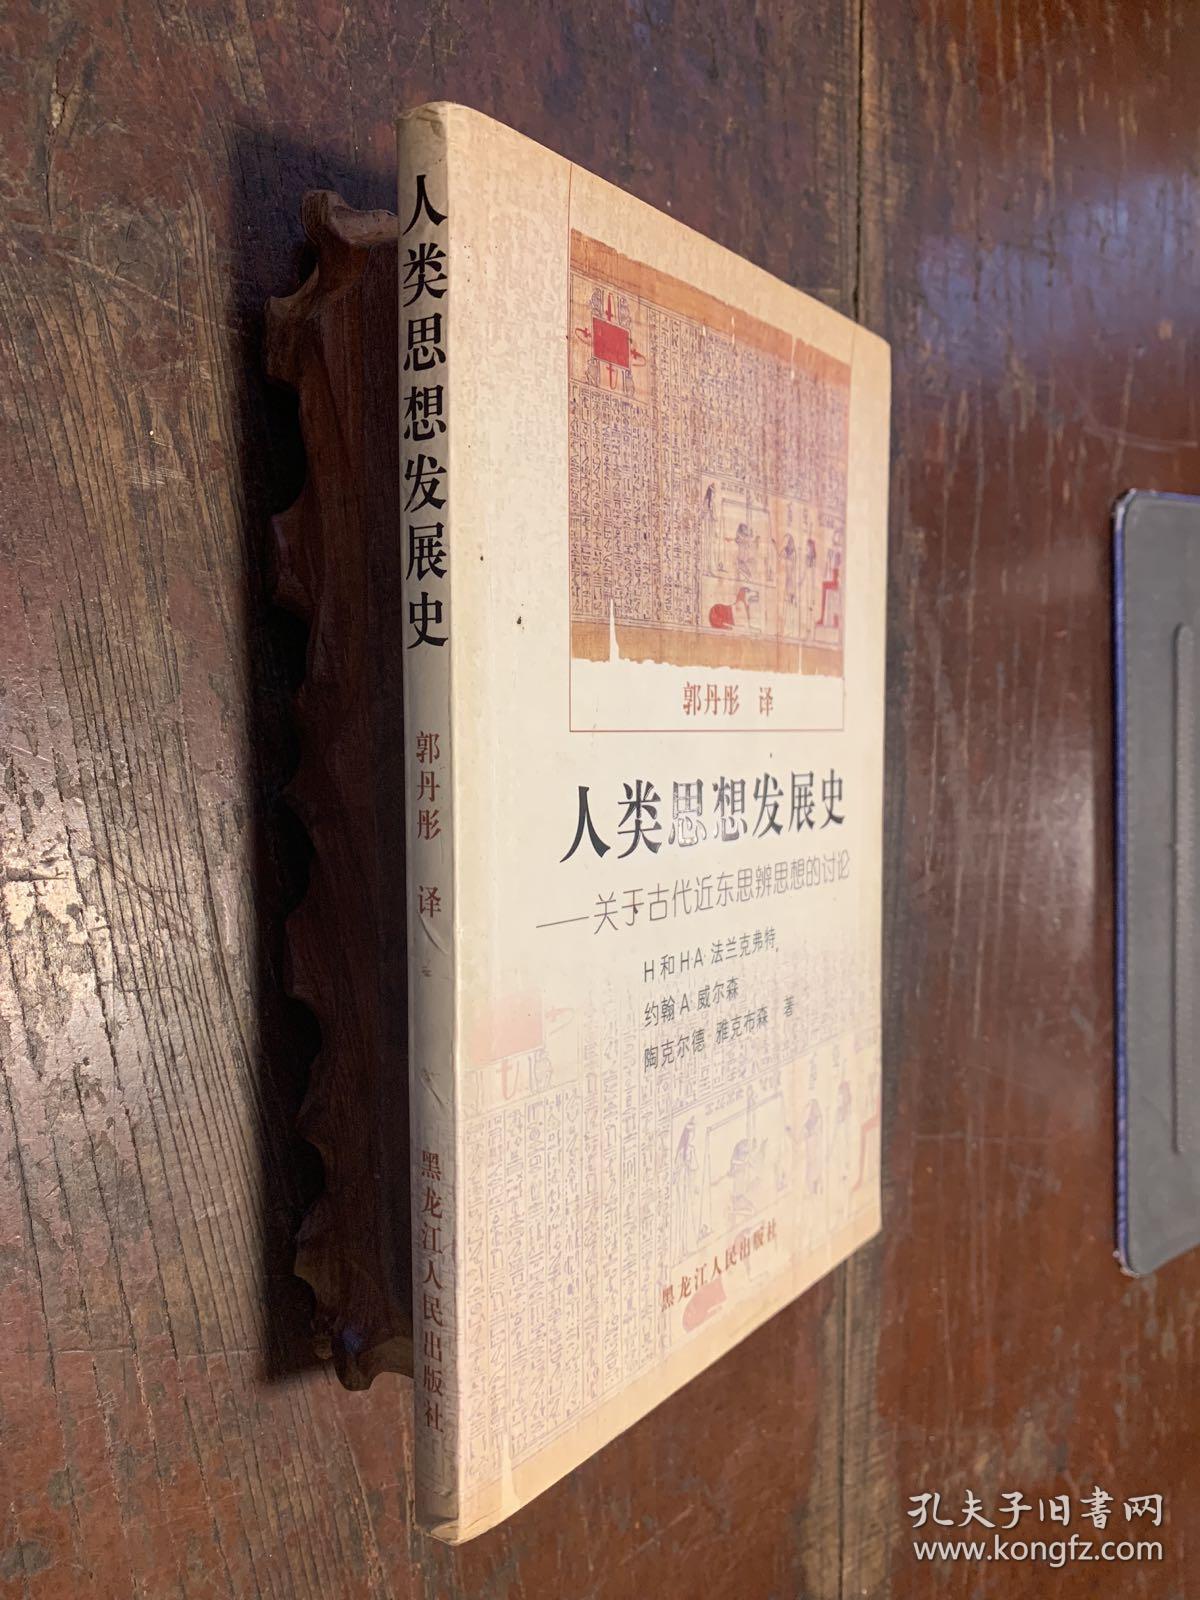 人类思想发展史
郭丹彤 译
黑龙江人民出版社
郭丹彤 译
人类思想发展史
——关于古代近东思辨思想的讨论
H和H·A·法兰克弗特,
约翰·A·威尔森
陶克尔德·雅克布森 著
黑龙江人民出版社
孔夫子旧书网
www.kongfz.com